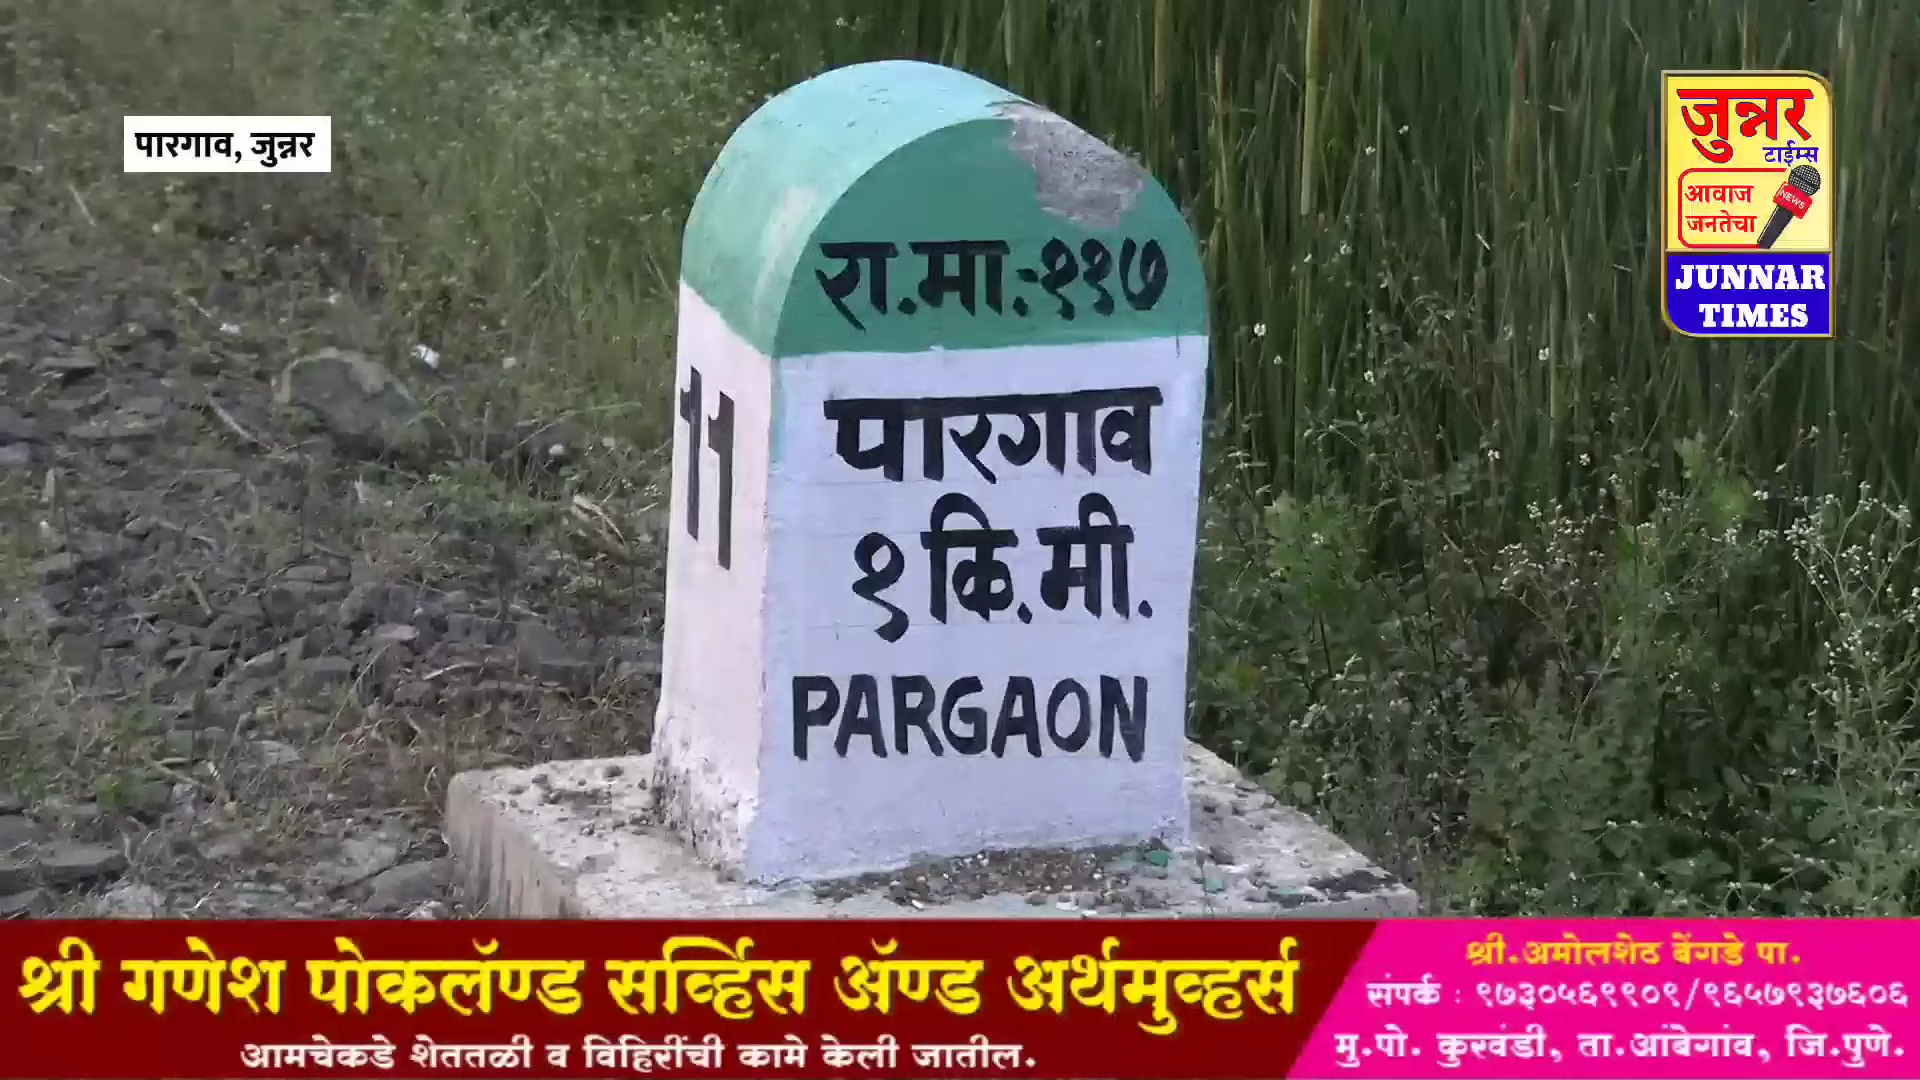 पारगाव, जुन्नर
जुन्नर
टाईम्स
आवाज
NEWS
जनतेचा
JUNNAR
TIMES
रा.मा.-११७
11
पारगाव
१ कि.मी.
PARGAON
श्री गणेश पोकलॅण्ड सर्व्हिस ॲण्ड अर्थमुव्हर्स
आमचेकडे शेततळी व विहिरींची कामे केली जातील.
श्री.अमोलशेठ बेंगडे पा.
संपर्क : ९७३०५६९९०९/९६५७९३७६०६
मु.पो. कुरवंडी, ता.आंबेगांव, जि.पुणे.